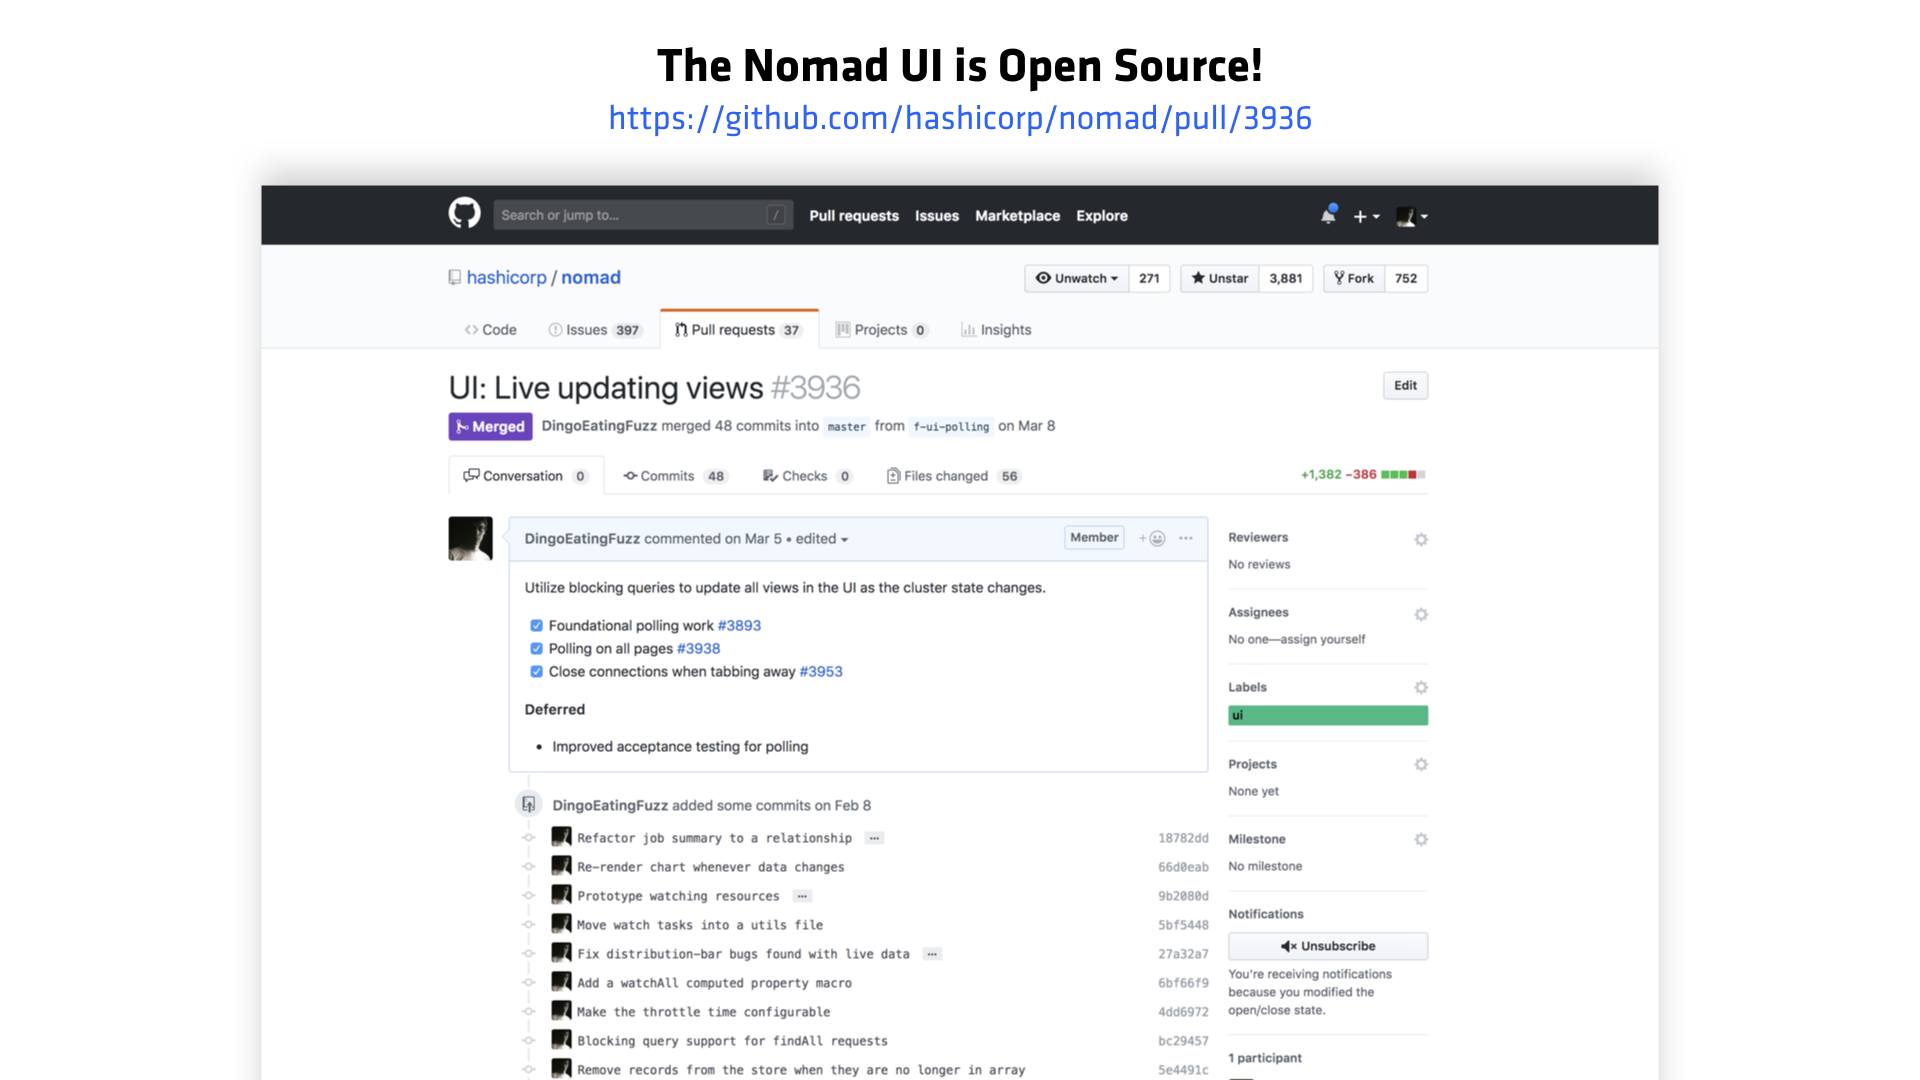 The Nomad UI is Open Source!
https://github.com/hashicorp/nomad/pull/3936
Search or jump to... / Pull requests Issues Marketplace Explore
hashicorp / nomad Unwatch 271 Unstar 3,881 Fork 752
Code Issues 397 Pull requests 37 Projects 0 Insights
UI: Live updating views #3936 Edit
Merged DingoEatingFuzz merged 48 commits into master from f-ui-polling on Mar 8
Conversation 0 Commits 48 Checks 0 Files changed 56 +1,382 −386
DingoEatingFuzz commented on Mar 5 • edited Member
Utilize blocking queries to update all views in the UI as the cluster state changes.
Foundational polling work #3893
Polling on all pages #3938
Close connections when tabbing away #3953
Deferred
• Improved acceptance testing for polling
DingoEatingFuzz added some commits on Feb 8
Refactor job summary to a relationship ... 18782dd
Re-render chart whenever data changes 66d0eab
Prototype watching resources ... 9b2080d
Move watch tasks into a utils file 5bf5448
Fix distribution-bar bugs found with live data ... 27a32a7
Add a watchAll computed property macro 6bf66f9
Make the throttle time configurable 4dd6972
Blocking query support for findAll requests bc29457
Remove records from the store when they are no longer in array 5e4491c
Reviewers
No reviews
Assignees
No one—assign yourself
Labels
ui
Projects
None yet
Milestone
No milestone
Notifications
Unsubscribe
You're receiving notifications
because you modified the
open/close state.
1 participant